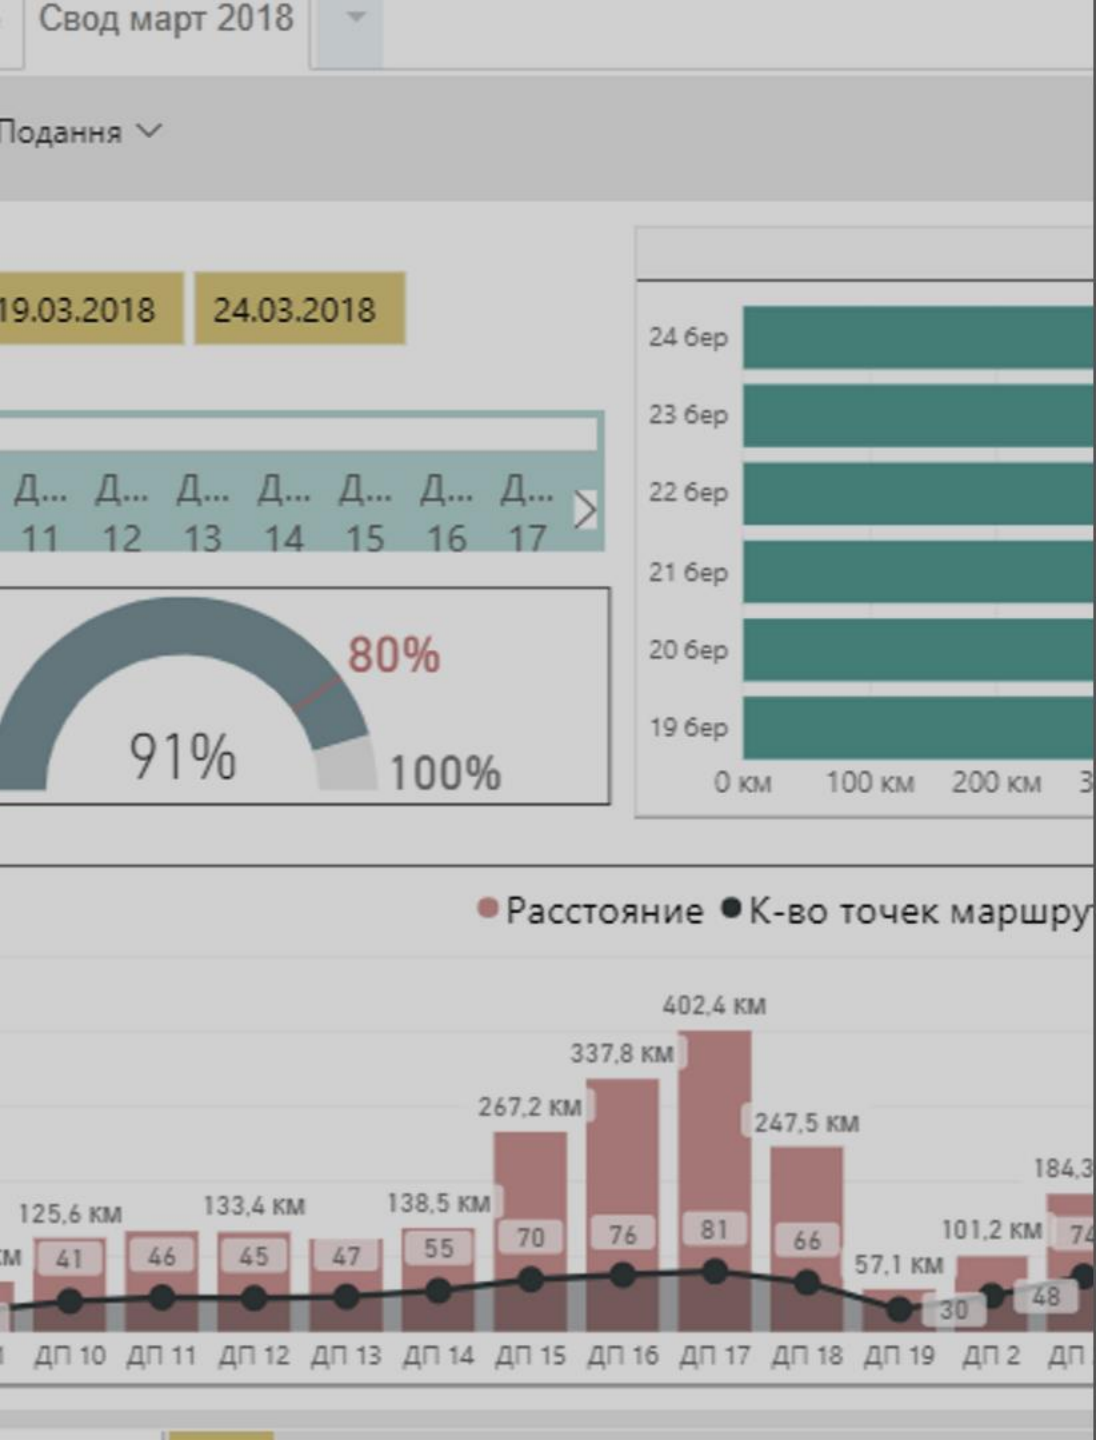 Свод март 2018
Подання
19.03.2018 24.03.2018
Д... Д... Д... Д... Д... Д... Д...
11 12 13 14 15 16 17
80%
91%
100%
24 бер
23 бер
22 бер
21 бер
20 бер
19 бер
0 км 100 км 200 км
Расстояние К-во точек маршру
402,4 км
337,8 км
267,2 км
247,5 км
184,3
138,5 км
133,4 км
125,6 км
101,2 км
57,1 км
км
41 46 45 47 55 70 76 81 66 30 48 74
ДП 10 ДП 11 ДП 12 ДП 13 ДП 14 ДП 15 ДП 16 ДП 17 ДП 18 ДП 19 ДП 2 ДП